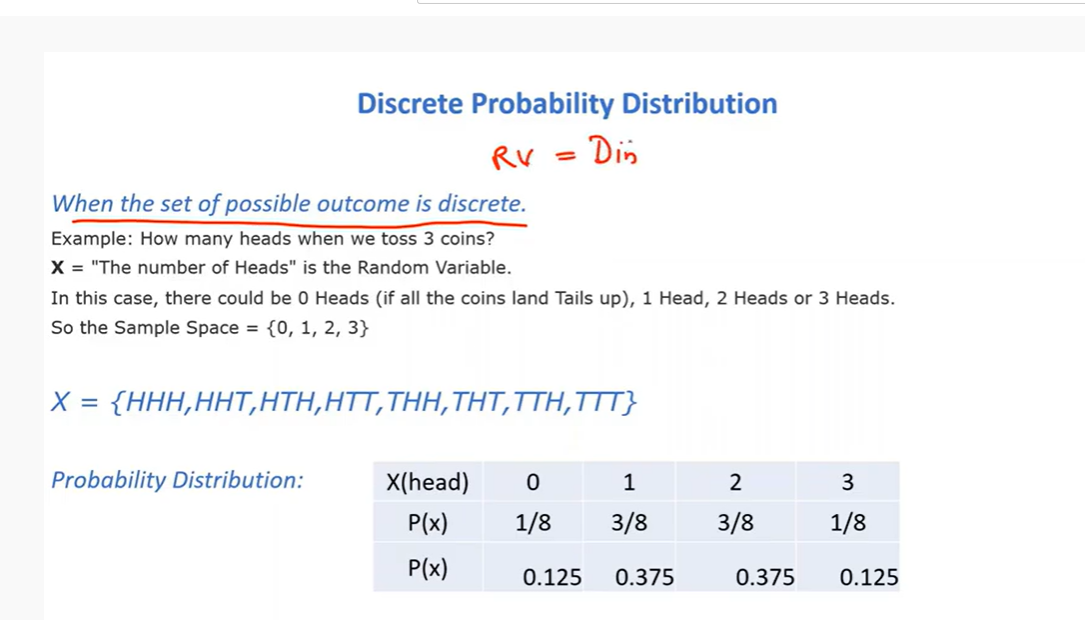 Discrete Probability Distribution
RV = Dis
When the set of possible outcome is discrete.
Example: How many heads when we toss 3 coins?
X = "The number of Heads" is the Random Variable.
In this case, there could be 0 Heads (if all the coins land Tails up), 1 Head, 2 Heads or 3 Heads.
So the Sample Space = {0, 1, 2, 3}
X = {HHH,HHT,HTH,HTT,THH,THT,TTH,TTT}
Probability Distribution:
X(head) 0 1 2 3
P(x) 1/8 3/8 3/8 1/8
P(x) 0.125 0.375 0.375 0.125